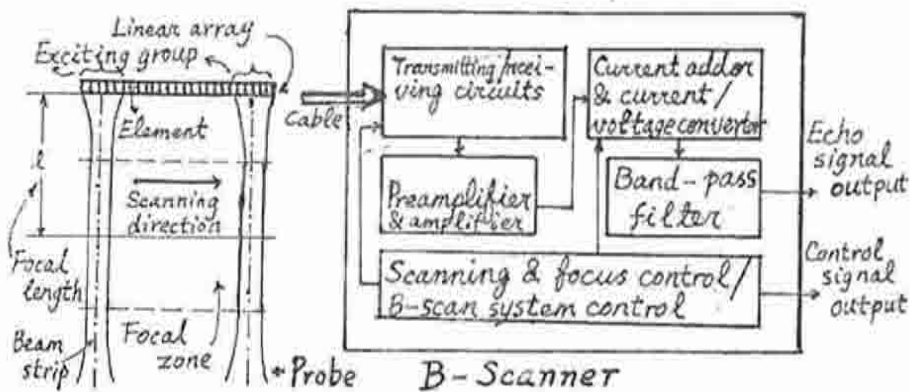 Linear array
Exciting group
Element
l
Scanning
direction
Focal
length
Focal
zone
Beam
strip
Probe
Cable
Transmitting/recei-
ving circuits
Current addor
& current/
voltage convertor
Preamplifier
& amplifier
Band-pass
filter
Scanning & focus control/
B-scan system control
Echo
signal
output
Control
signal
output
B-Scanner